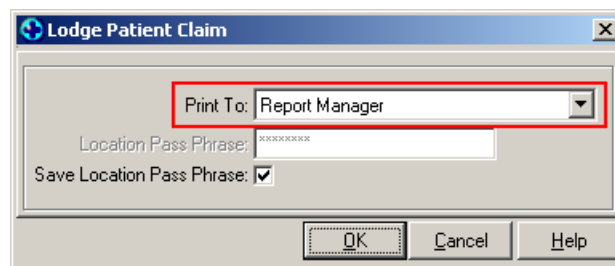 Lodge Patient Claim
Print To: Report Manager
Location Pass Phrase: ××××××××
Save Location Pass Phrase:
OK Cancel Help